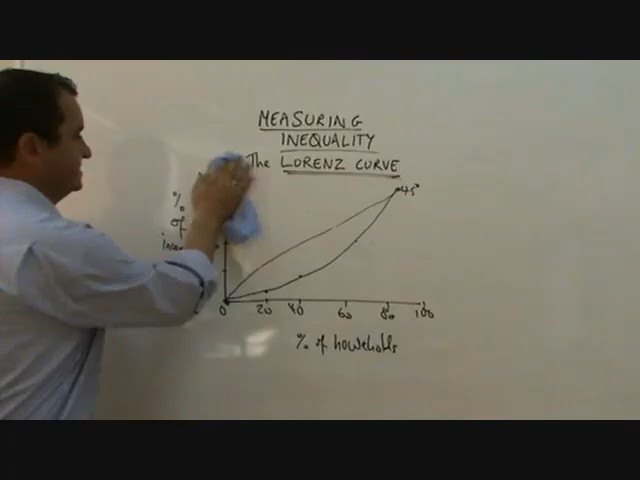 MEASURING
INEQUALITY
The LORENZ CURVE
45°
%
of
0 20 40 60 80 100
% of households